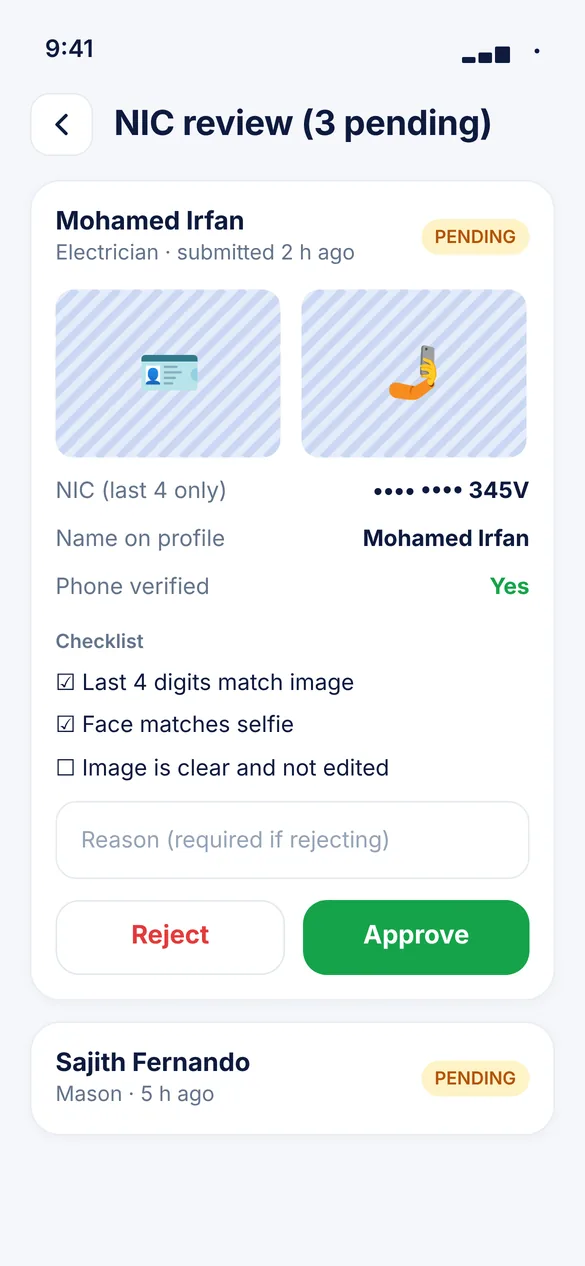 9:41
NIC review (3 pending)
Mohamed Irfan
Electrician · submitted 2 h ago
PENDING
NIC (last 4 only)
•••• •••• 345V
Name on profile
Mohamed Irfan
Phone verified
Yes
Checklist
☑ Last 4 digits match image
☑ Face matches selfie
☐ Image is clear and not edited
Reason (required if rejecting)
Reject
Approve
Sajith Fernando
Mason · 5 h ago
PENDING